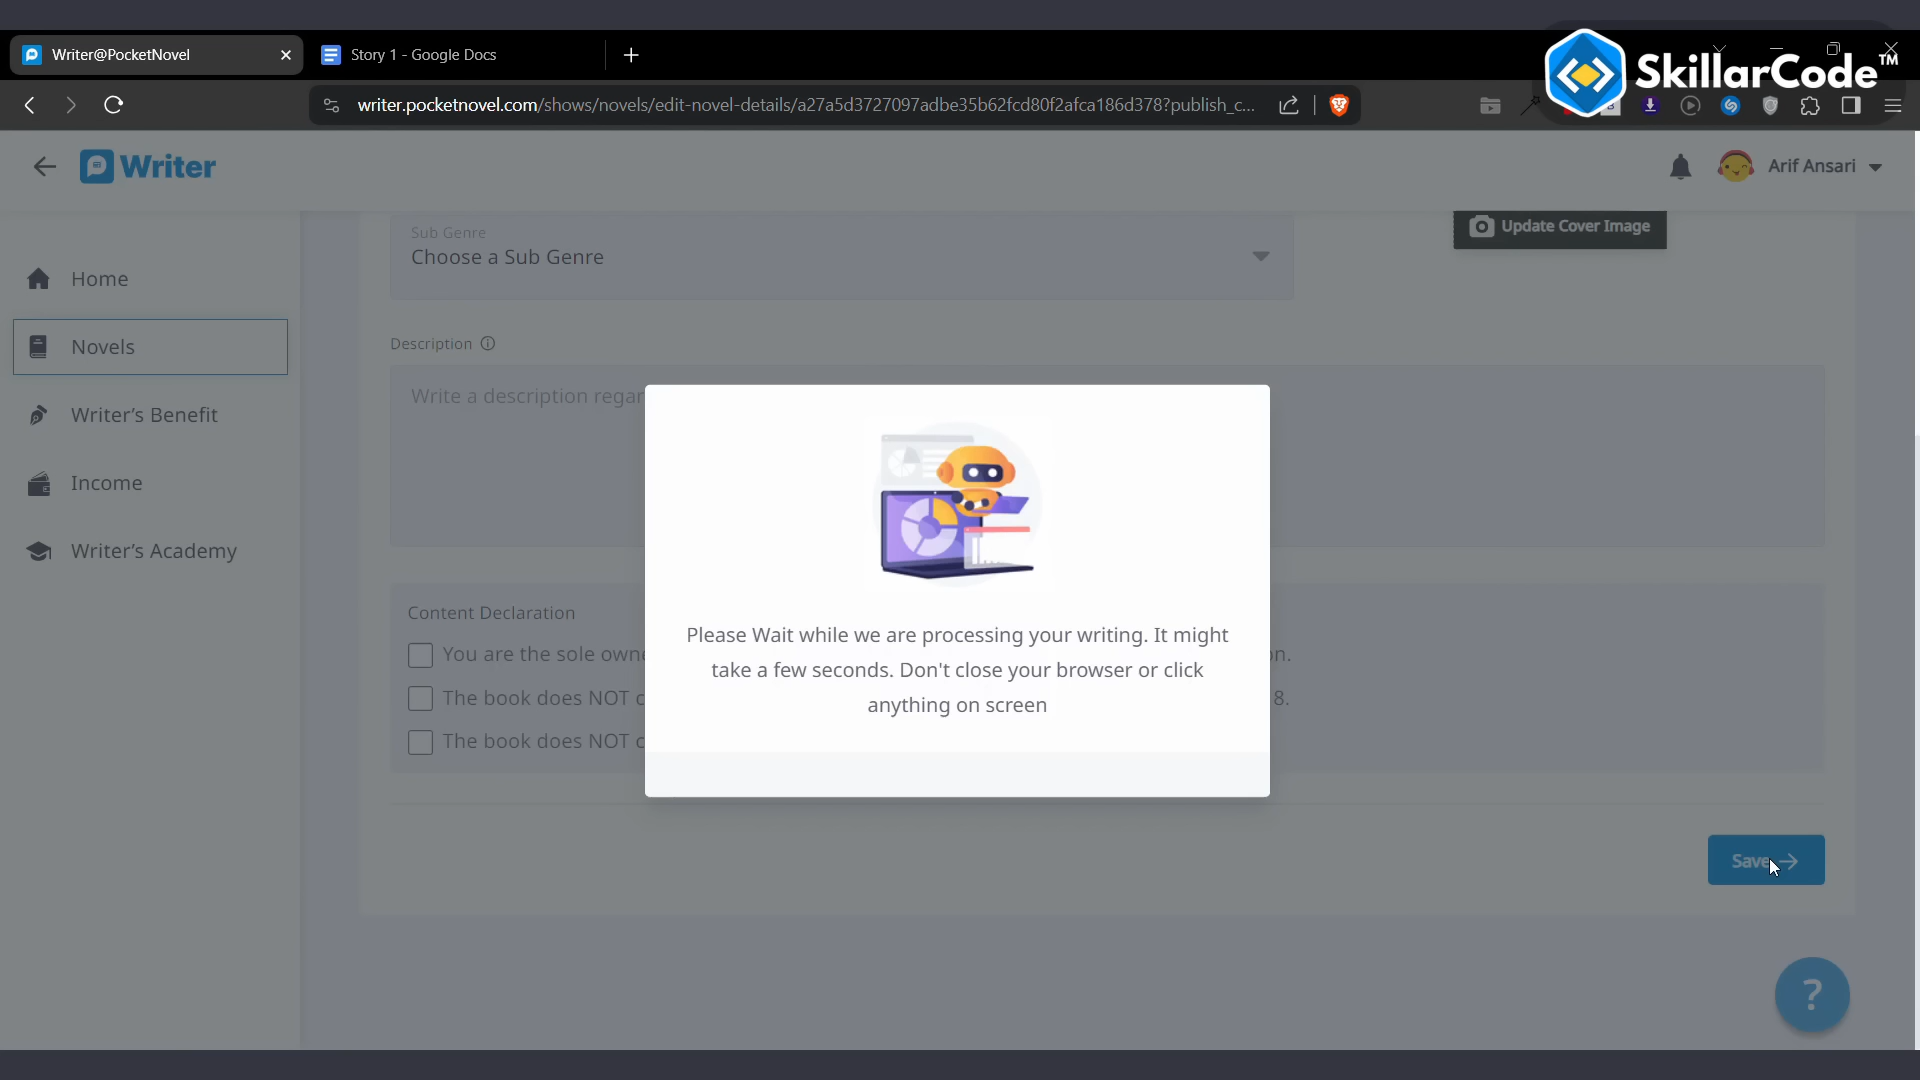 Writer@PocketNovel
Story 1 - Google Docs
SkillarCode™
writer.pocketnovel.com/shows/novels/edit-novel-details/a27a5d3727097adbe35b62fcd80f2afca186d378?publish_c...
Writer
Arif Ansari
Update Cover Image
Sub Genre
Choose a Sub Genre
Home
Novels
Writer's Benefit
Income
Writer's Academy
Description
Write a description regar
Please Wait while we are processing your writing. It might
take a few seconds. Don't close your browser or click
anything on screen
Content Declaration
You are the sole owne
on.
The book does NOT c
8.
The book does NOT c
Save
?